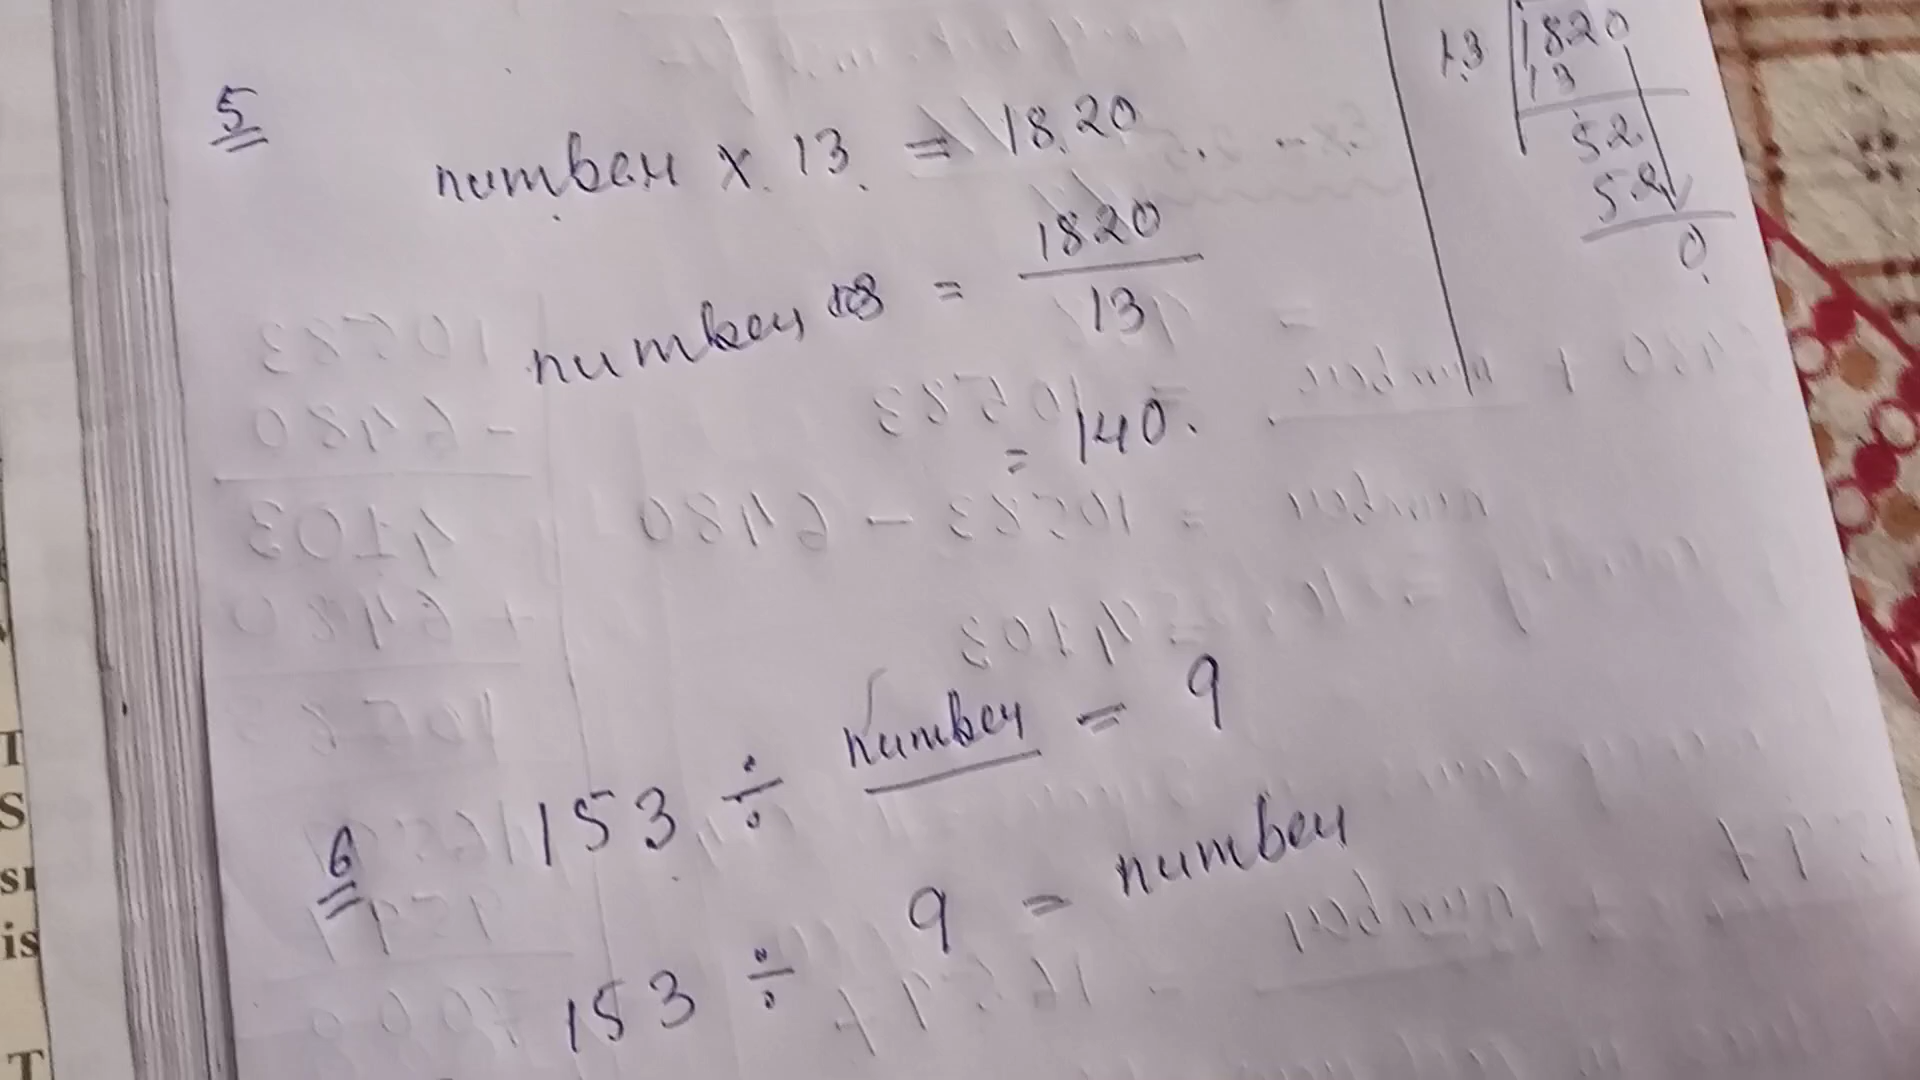 5
number x 13 = 1820
number = 1820
13
= 140.
13 1820
13
52
52
0
6 153 ÷ number = 9
153 ÷ 9 = number
T
S
is
T